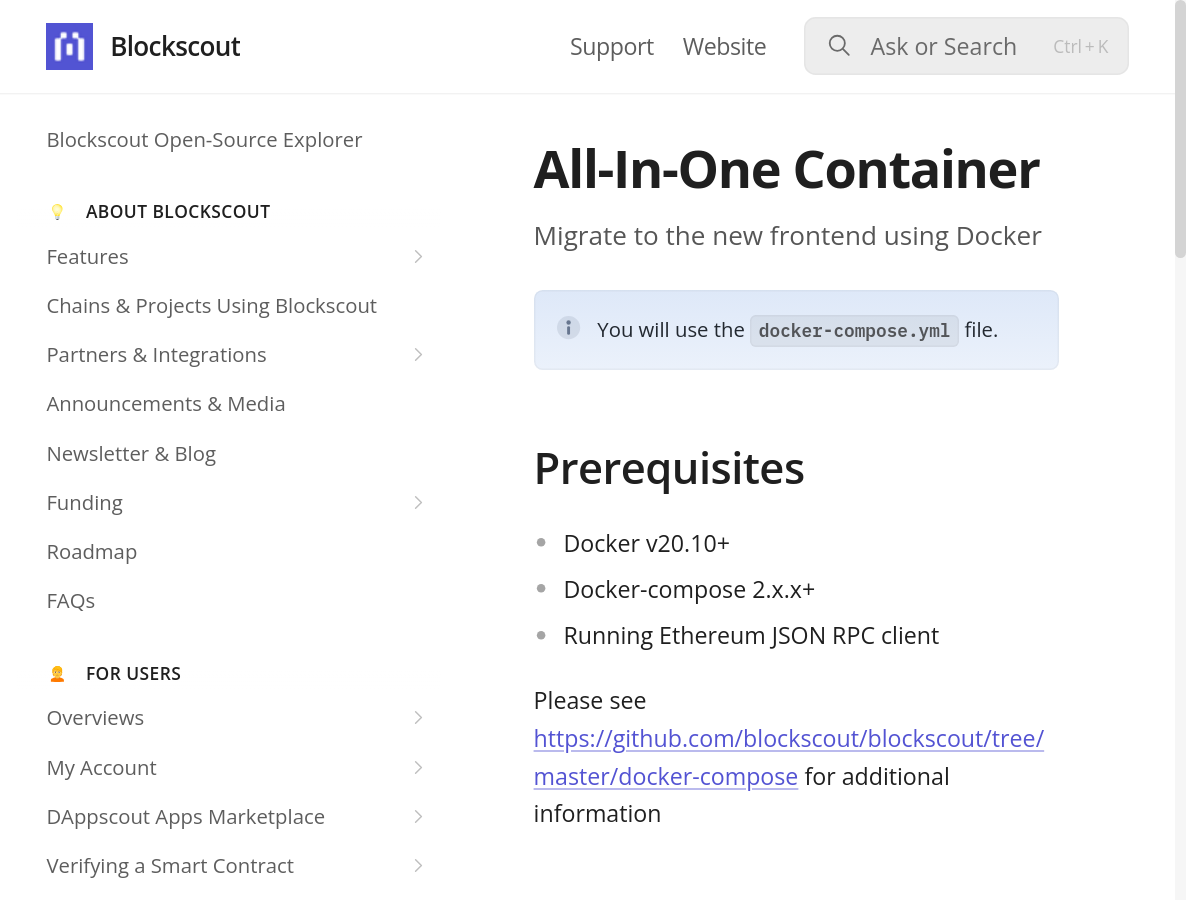 Blockscout
Support
Website
Ask or Search
Ctrl + K
Blockscout Open-Source Explorer
ABOUT BLOCKSCOUT
Features
Chains & Projects Using Blockscout
Partners & Integrations
Announcements & Media
Newsletter & Blog
Funding
Roadmap
FAQs
FOR USERS
Overviews
My Account
DAppscout Apps Marketplace
Verifying a Smart Contract
All-In-One Container
Migrate to the new frontend using Docker
You will use the docker-compose.yml file.
Prerequisites
Docker v20.10+
Docker-compose 2.x.x+
Running Ethereum JSON RPC client
Please see
https://github.com/blockscout/blockscout/tree/
master/docker-compose for additional
information